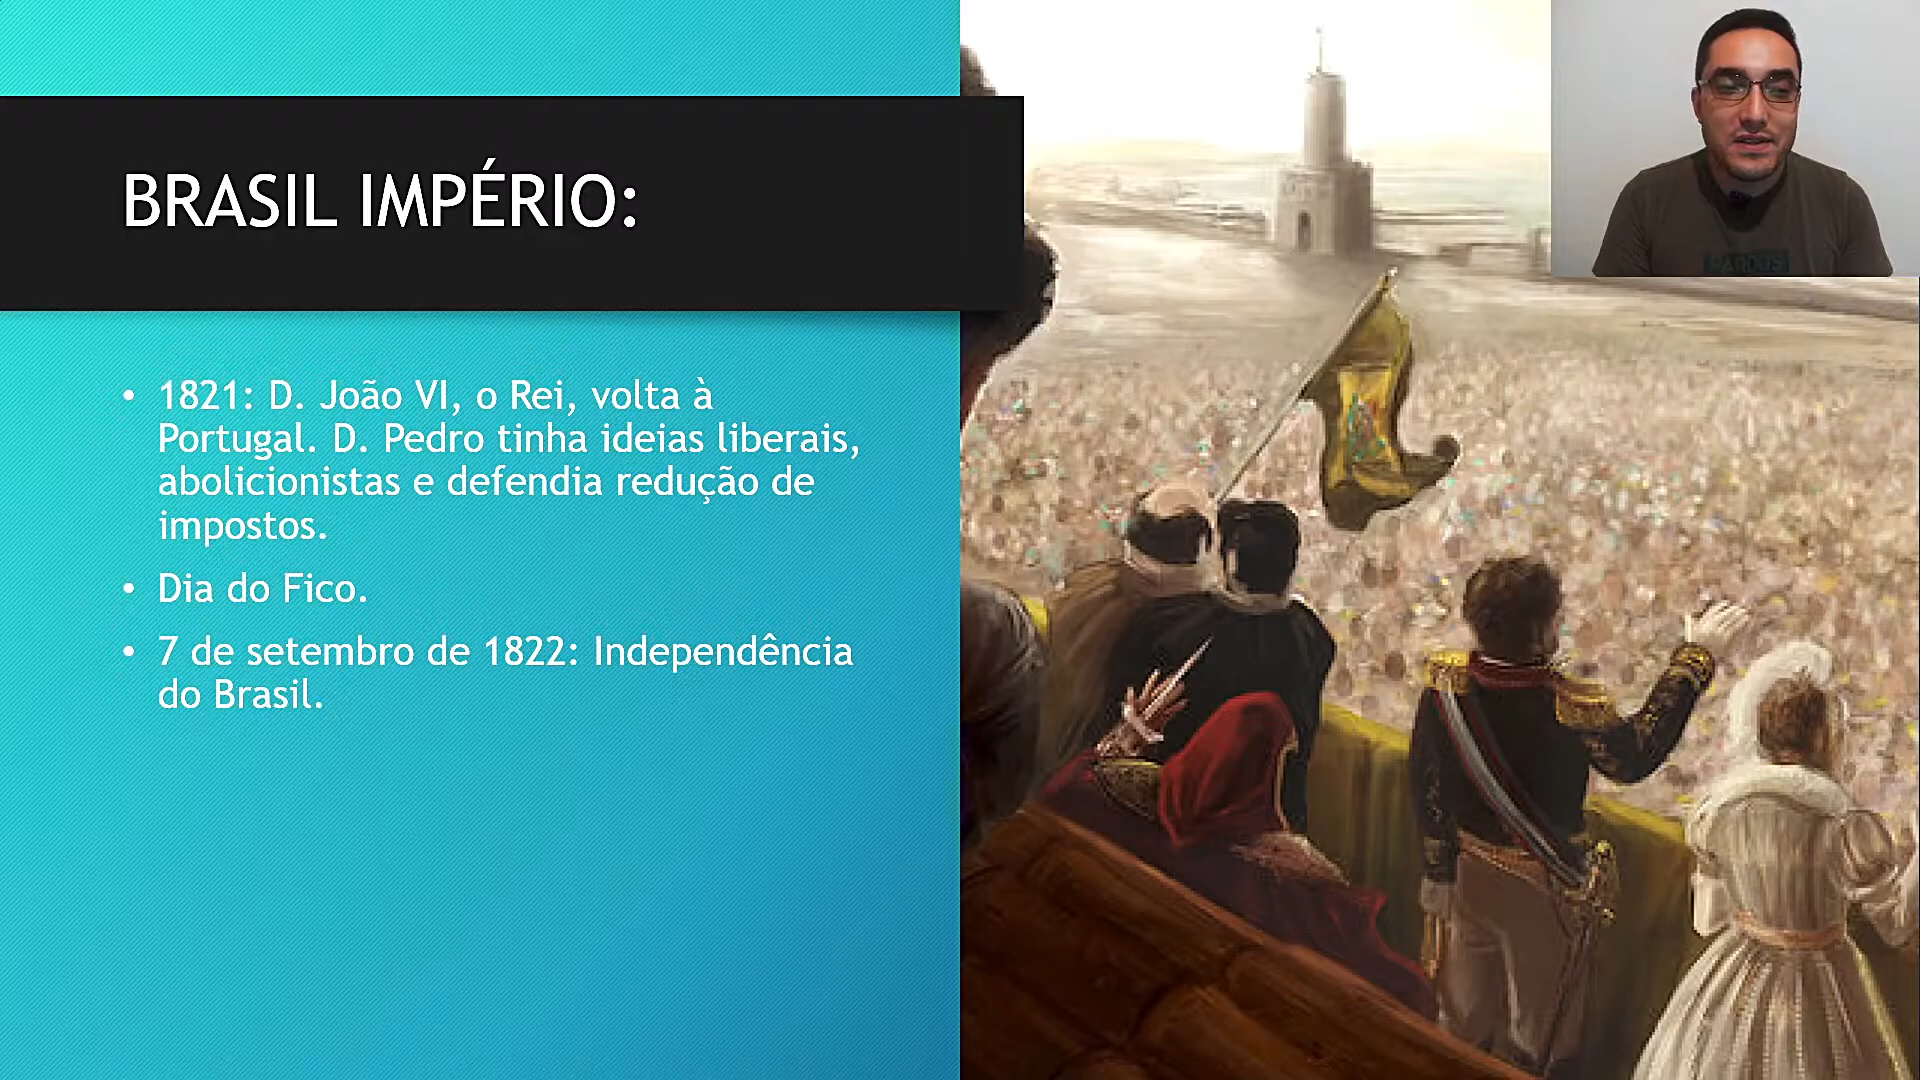 BRASIL IMPÉRIO:
• 1821: D. João VI, o Rei, volta à
Portugal. D. Pedro tinha ideias liberais,
abolicionistas e defendia redução de
impostos.
• Dia do Fico.
• 7 de setembro de 1822: Independência
do Brasil.